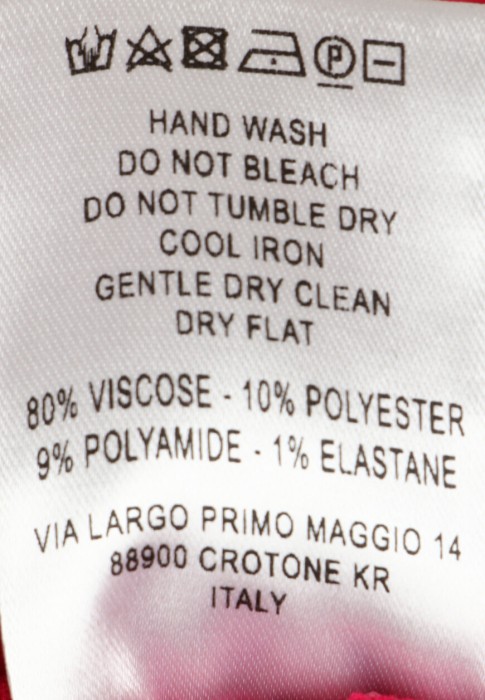 P
HAND WASH
DO NOT BLEACH
DO NOT TUMBLE DRY
COOL IRON
GENTLE DRY CLEAN
DRY FLAT
80% VISCOSE - 10% POLYESTER
9% POLYAMIDE - 1% ELASTANE
VIA LARGO PRIMO MAGGIO 14
88900 CROTONE KR
ITALY